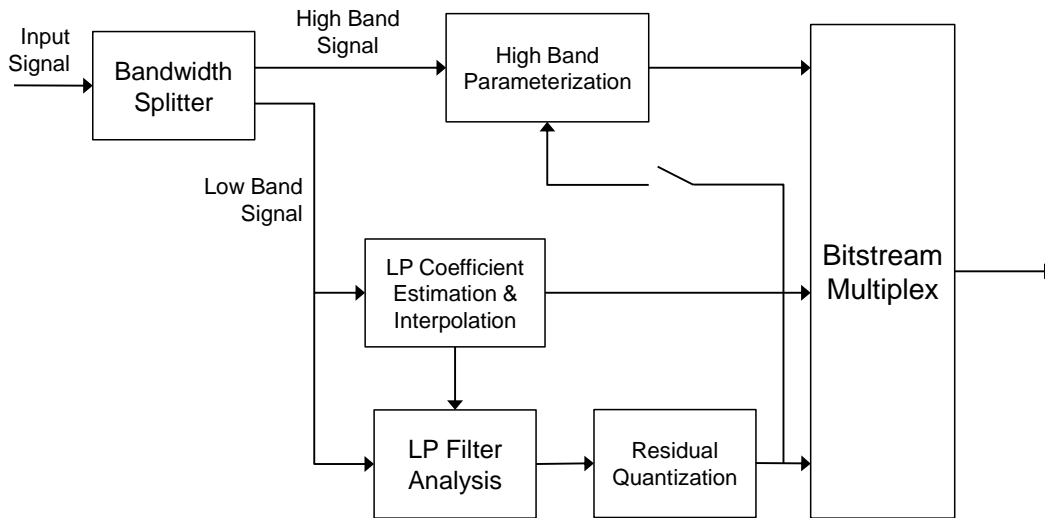 Input
Signal
Bandwidth
Splitter
High Band
Signal
High Band
Parameterization
Low Band
Signal
LP Coefficient
Estimation &
Interpolation
LP Filter
Analysis
Residual
Quantization
Bitstream
Multiplex